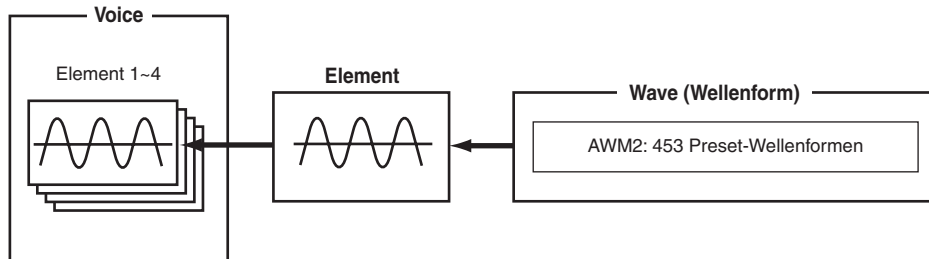 Voice
Element 1~4
Element
Wave (Wellenform)
AWM2: 453 Preset-Wellenformen